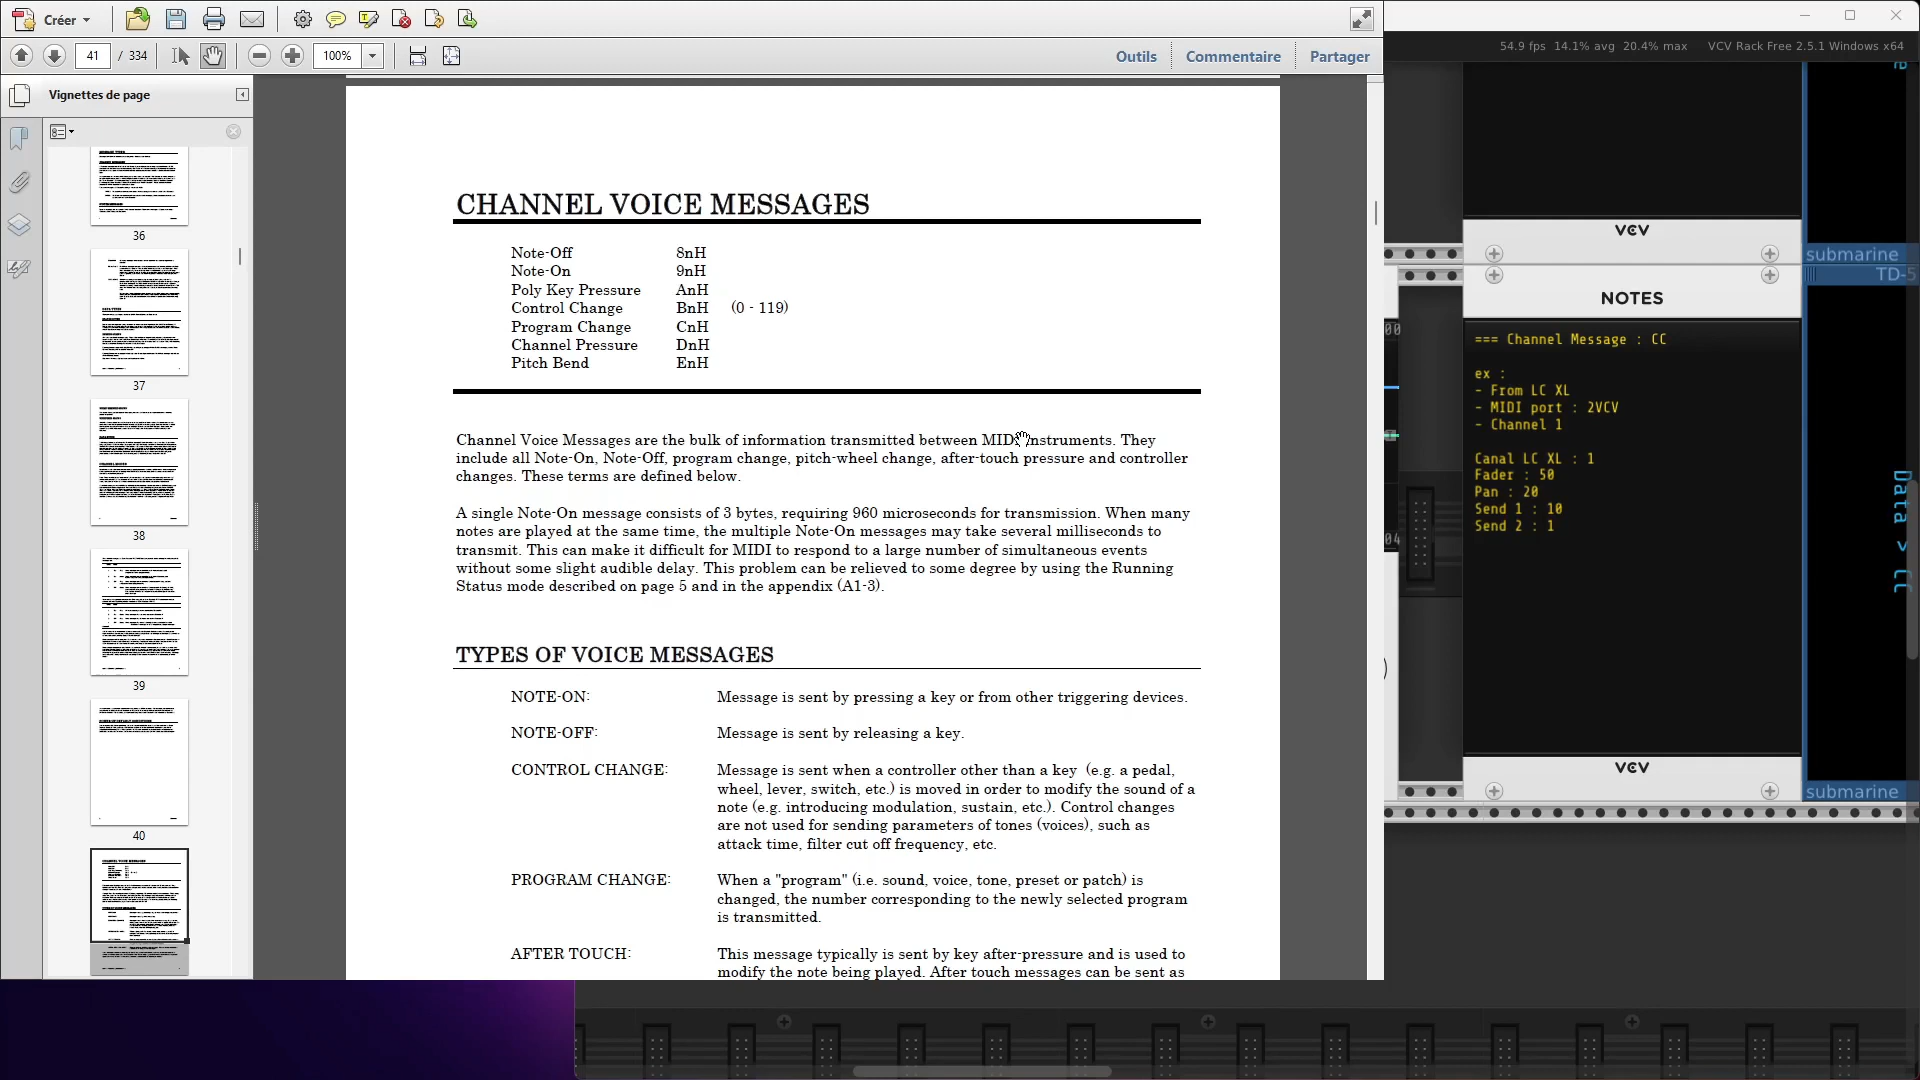 Créer
41 / 334
100%
Outils
Commentaire
Partager
Vignettes de page
36
37
38
39
40
CHANNEL VOICE MESSAGES
Note-Off 8nH
Note-On 9nH
Poly Key Pressure AnH
Control Change BnH (0 - 119)
Program Change CnH
Channel Pressure DnH
Pitch Bend EnH
Channel Voice Messages are the bulk of information transmitted between MIDI instruments. They
include all Note-On, Note-Off, program change, pitch-wheel change, after-touch pressure and controller
changes. These terms are defined below.
A single Note-On message consists of 3 bytes, requiring 960 microseconds for transmission. When many
notes are played at the same time, the multiple Note-On messages may take several milliseconds to
transmit. This can make it difficult for MIDI to respond to a large number of simultaneous events
without some slight audible delay. This problem can be relieved to some degree by using the Running
Status mode described on page 5 and in the appendix (A1-3).
TYPES OF VOICE MESSAGES
NOTE-ON: Message is sent by pressing a key or from other triggering devices.
NOTE-OFF: Message is sent by releasing a key.
CONTROL CHANGE: Message is sent when a controller other than a key (e.g. a pedal,
wheel, lever, switch, etc.) is moved in order to modify the sound of a
note (e.g. introducing modulation, sustain, etc.). Control changes
are not used for sending parameters of tones (voices), such as
attack time, filter cut off frequency, etc.
PROGRAM CHANGE: When a "program" (i.e. sound, voice, tone, preset or patch) is
changed, the number corresponding to the newly selected program
is transmitted.
AFTER TOUCH: This message typically is sent by key after-pressure and is used to
modify the note being played. After touch messages can be sent as
54.9 fps 14.1% avg 20.4% max VCV Rack Free 2.5.1 Windows x64
VCV
submarine
TD-5
NOTES
=== Channel Message : CC
ex :
- From LC XL
- MIDI port : 2VCV
- Channel 1
Canal LC XL : 1
Fader : 50
Pan : 20
Send 1 : 10
Send 2 : 1
Data > CC
VCV
submarine